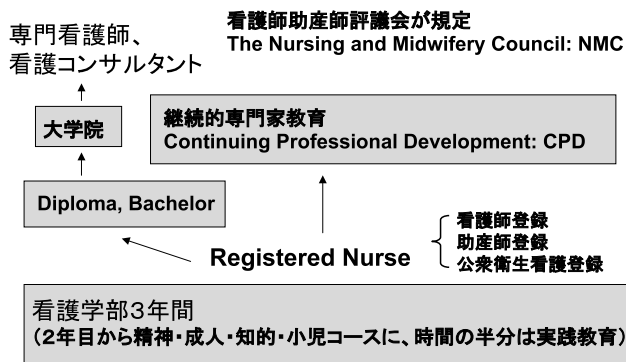 専門看護師、
看護コンサルタント
看護師助産師評議会が規定
The Nursing and Midwifery Council: NMC
大学院
継続的専門家教育
Continuing Professional Development: CPD
Diploma, Bachelor
Registered Nurse
看護師登録
助産師登録
公衆衛生看護登録
看護学部３年間
（２年目から精神・成人・知的・小児コースに、時間の半分は実践教育）